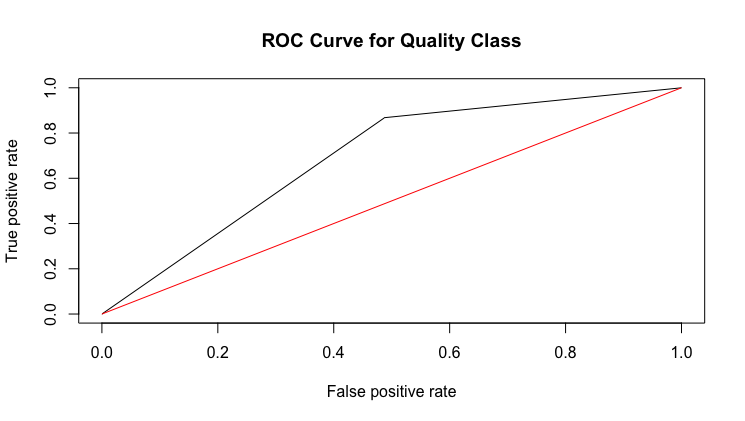 ROC Curve for Quality Class
True positive rate
1.0
0.8
0.6
0.4
0.2
0.0
0.0 0.2 0.4 0.6 0.8 1.0
False positive rate